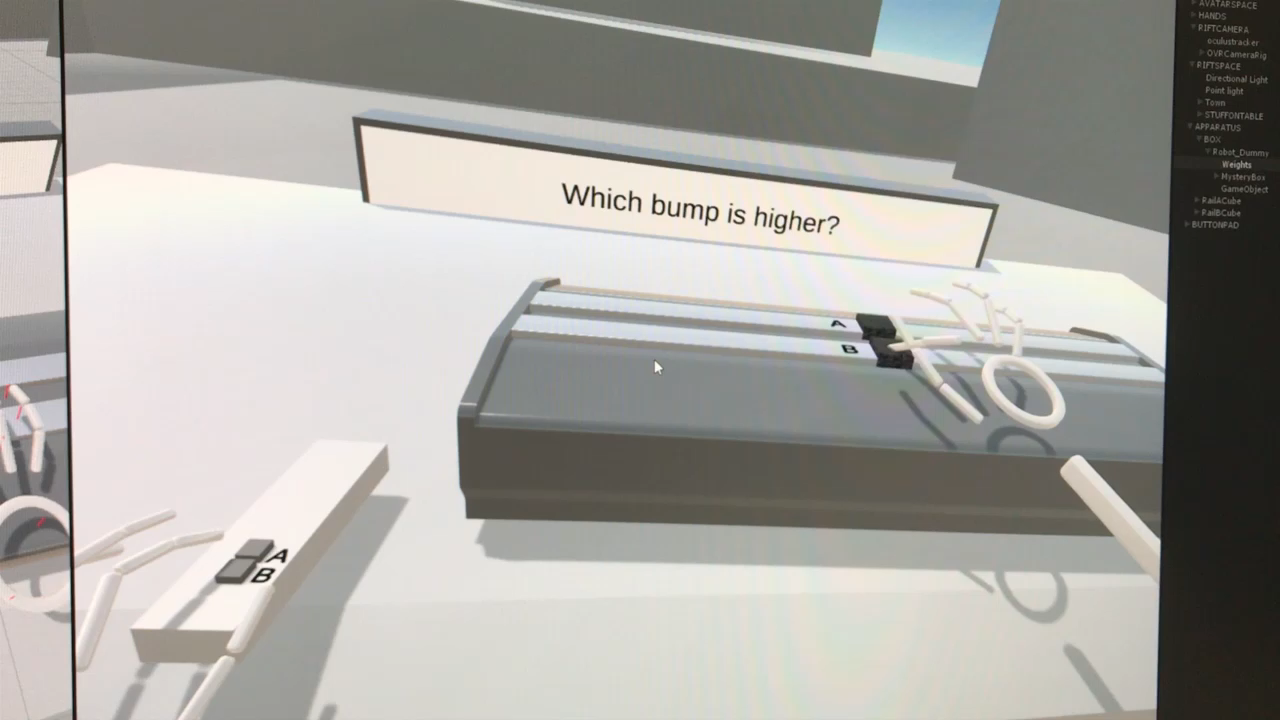 AVATARSPACE
HANDS
RIFTCAMERA
oculustracker
OVRCameraRig
RIFTSPACE
Directional Light
Point light
Town
STUFFONTABLE
APPARATUS
BOX
Robot_Dummy
Weights
MysteryBox
GameObject
RailACube
RailBCube
BUTTONPAD
Which bump is higher?
A
B
A
B